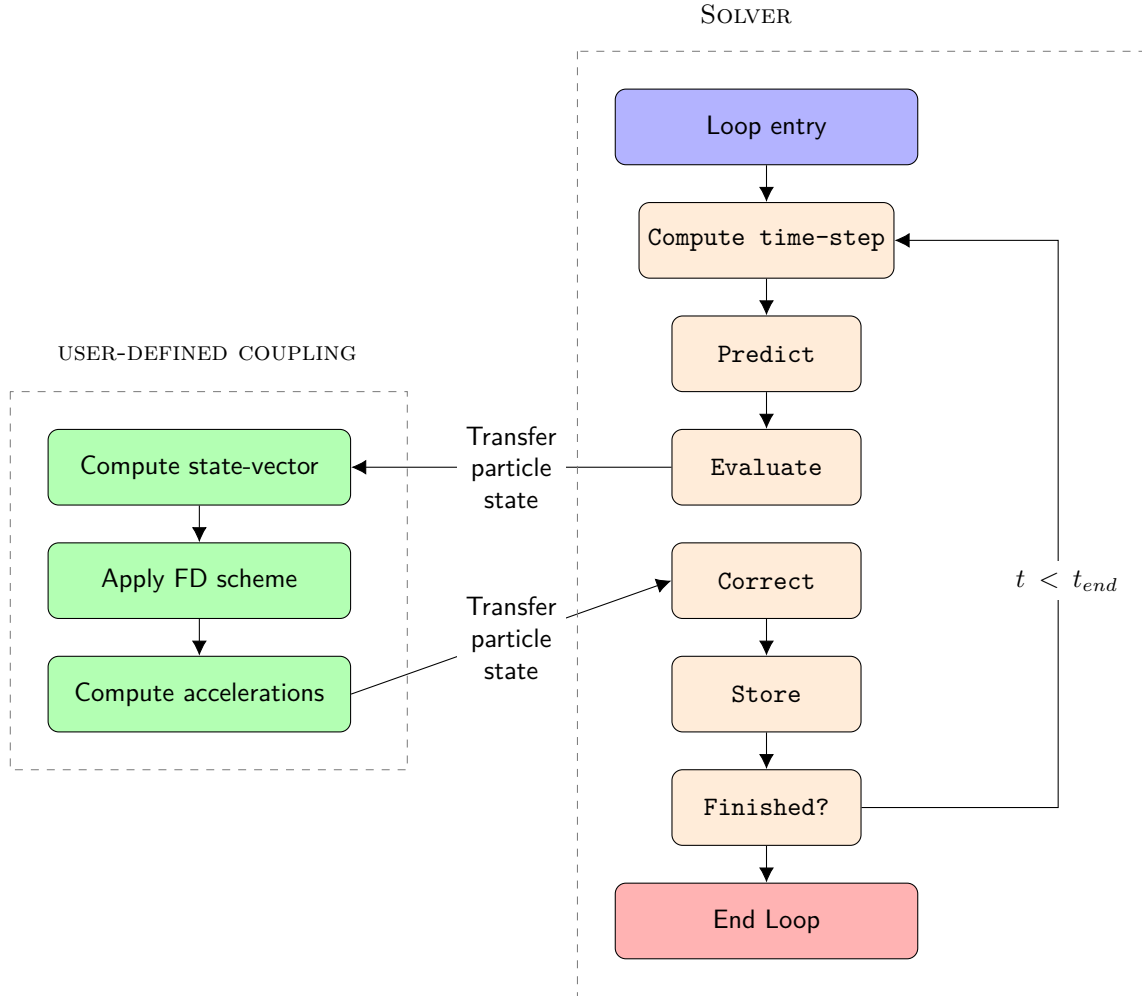 SOLVER
Loop entry
Compute time-step
Predict
USER-DEFINED COUPLING
Compute state-vector
Transfer
particle
state
Evaluate
Apply FD scheme
Transfer
particle
state
Correct
t < t_end
Compute accelerations
Store
Finished?
End Loop